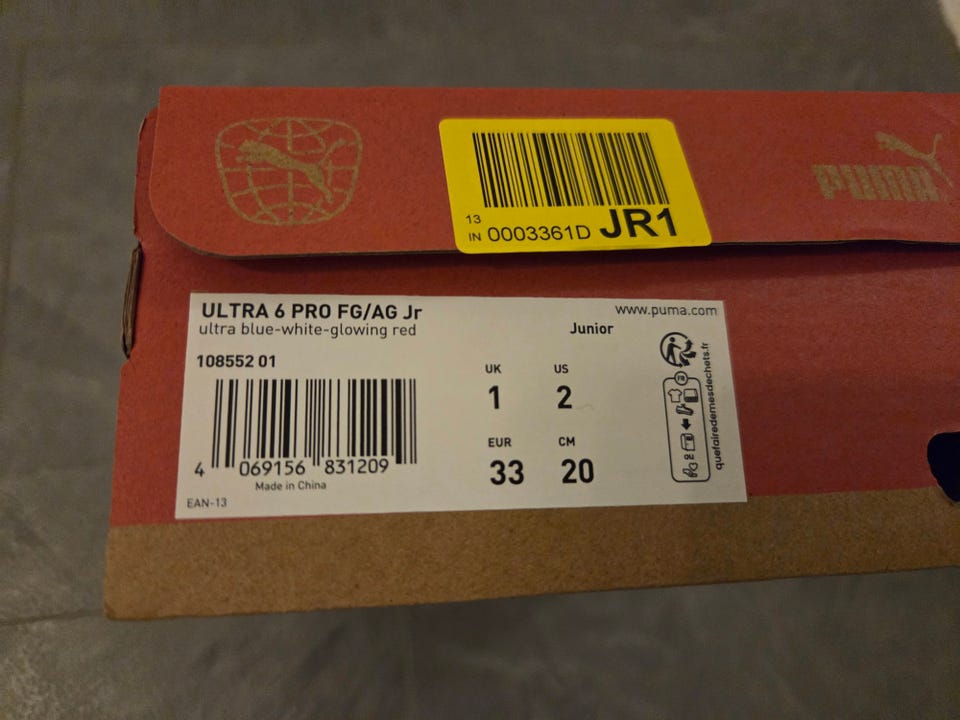 PUMA
13
IN 0003361D JR1
ULTRA 6 PRO FG/AG Jr
ultra blue-white-glowing red
www.puma.com
Junior
108552 01
UK US
1 2
EUR CM
33 20
4 069156 831209
Made in China
EAN-13
quefairedemesdechets.fr